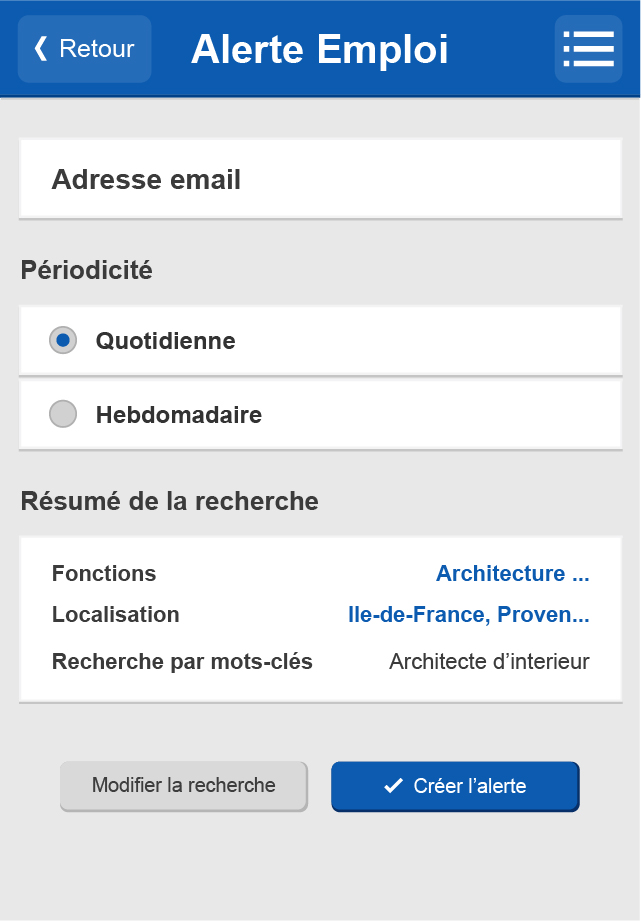 Retour
Alerte Emploi
Adresse email
Périodicité
Quotidienne
Hebdomadaire
Résumé de la recherche
Fonctions Architecture ...
Localisation Ile-de-France, Proven...
Recherche par mots-clés Architecte d’interieur
Modifier la recherche
Créer l’alerte